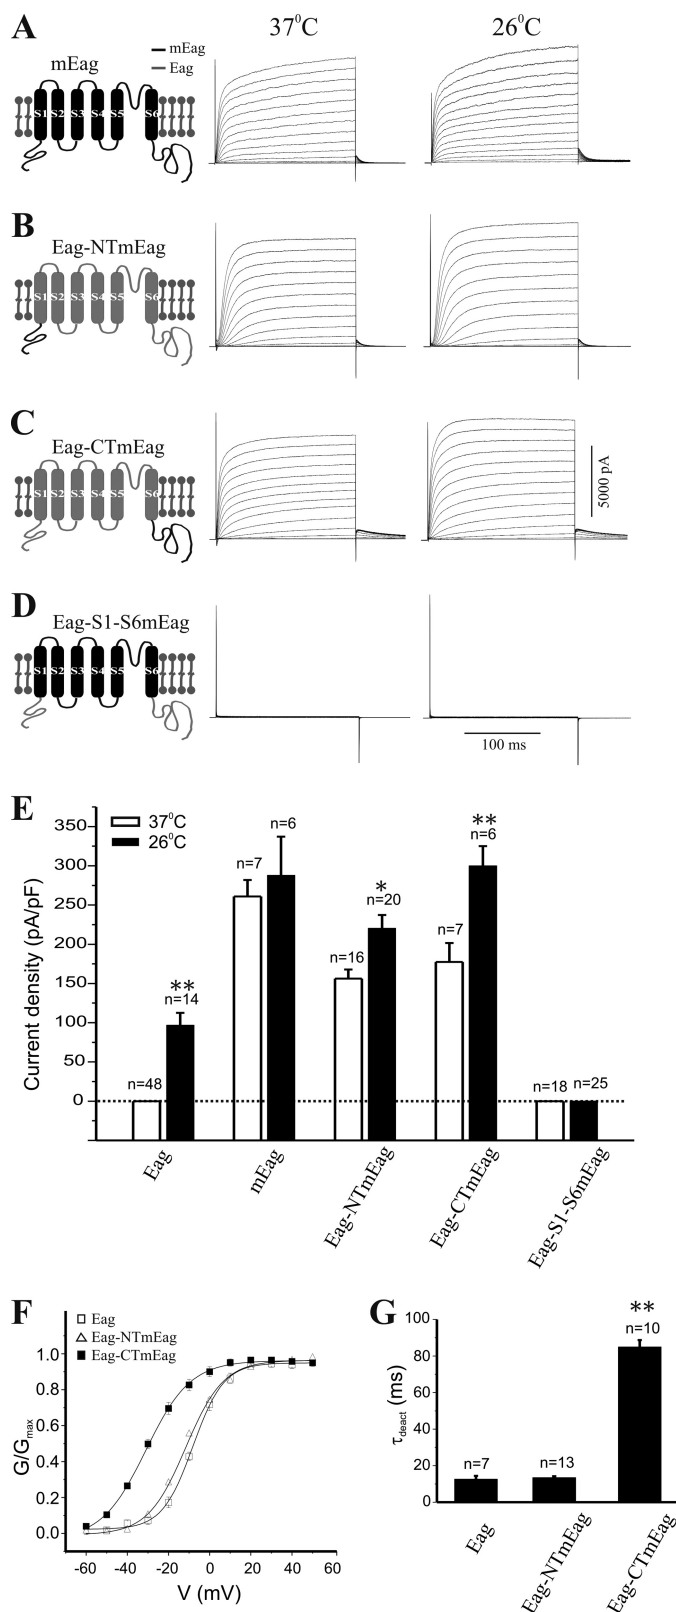 A
37⁰C
26⁰C
mEag
mEag
Eag
S1 S2 S3 S4 S5 S6
B
Eag-NTmEag
S1 S2 S3 S4 S5 S6
C
Eag-CTmEag
S1 S2 S3 S4 S5 S6
5000 pA
D
Eag-S1-S6mEag
S1 S2 S3 S4 S5 S6
100 ms
E
37⁰C
26⁰C
Current density (pA/pF)
350
300
250
200
150
100
50
0
n=48
**
n=14
n=7
n=6
n=16
*
n=20
n=7
**
n=6
n=18
n=25
Eag
mEag
Eag-NTmEag
Eag-CTmEag
Eag-S1-S6mEag
F
Eag
Eag-NTmEag
Eag-CTmEag
G/Gmax
1.0
0.8
0.6
0.4
0.2
0.0
-60 -40 -20 0 20 40 60
V (mV)
G
τdeact (ms)
100
80
60
40
20
0
n=7
n=13
**
n=10
Eag
Eag-NTmEag
Eag-CTmEag